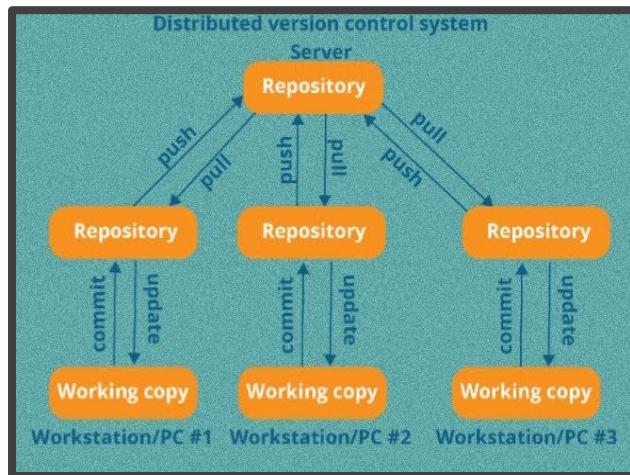 Distributed version control system
Server
Repository
push
pull
push
pull
push
pull
Repository
Repository
Repository
commit
update
commit
update
commit
update
Working copy
Working copy
Working copy
Workstation/PC #1
Workstation/PC #2
Workstation/PC #3